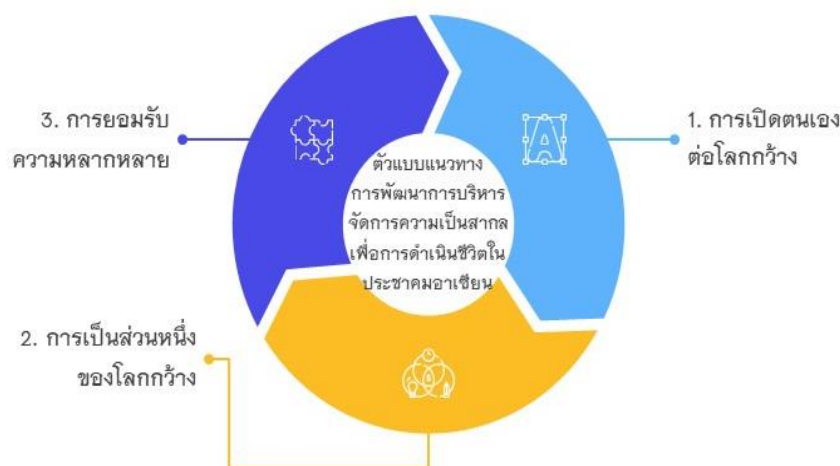 3. การยอมรับ
ความหลากหลาย
1. การเปิดตนเอง
ต่อโลกกว้าง
ตัวแบบแนวทาง
การพัฒนาการบริหาร
จัดการความเป็นสากล
เพื่อการดำเนินชีวิตใน
ประชาคมอาเซียน
2. การเป็นส่วนหนึ่ง
ของโลกกว้าง